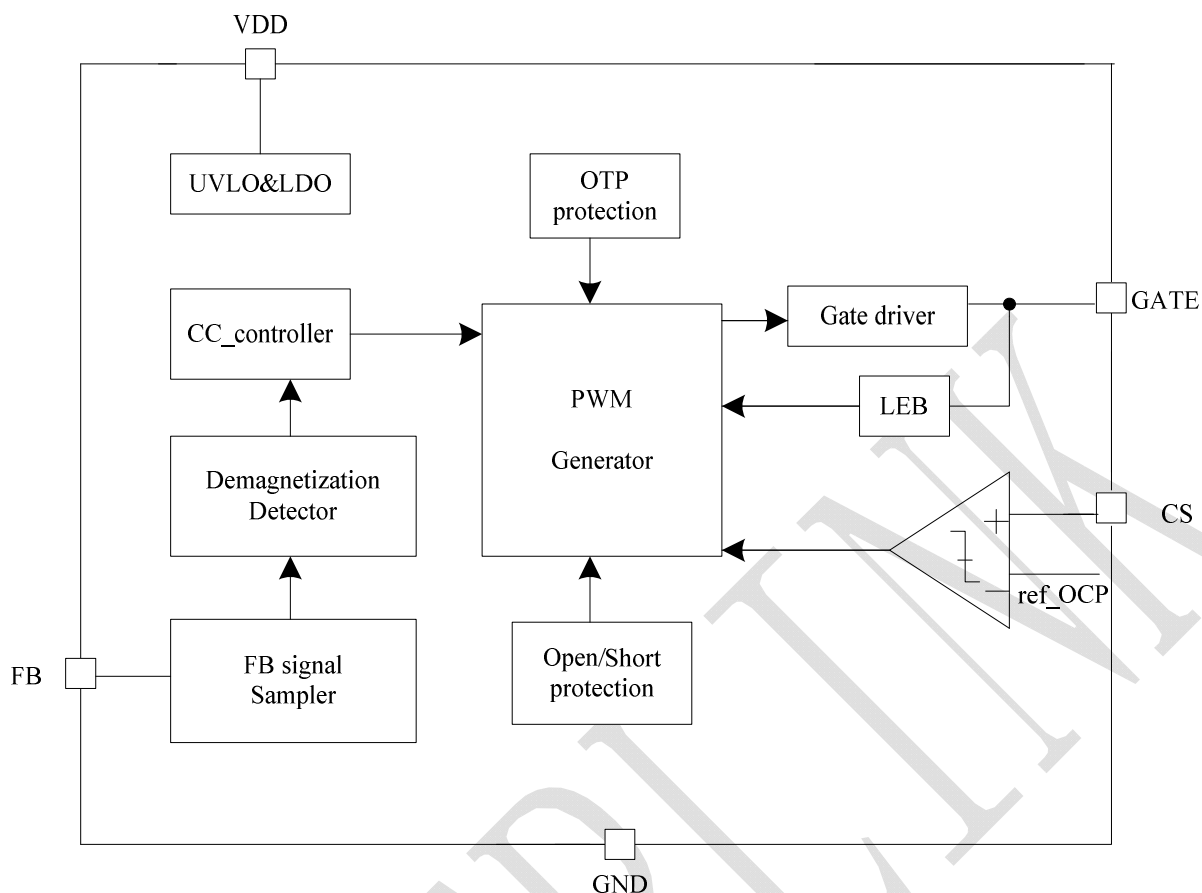 VDD
UVLO&LDO
OTP
protection
CC_controller
Gate driver
GATE
PWM
Generator
LEB
Demagnetization
Detector
CS
ref_OCP
FB
FB signal
Sampler
Open/Short
protection
GND